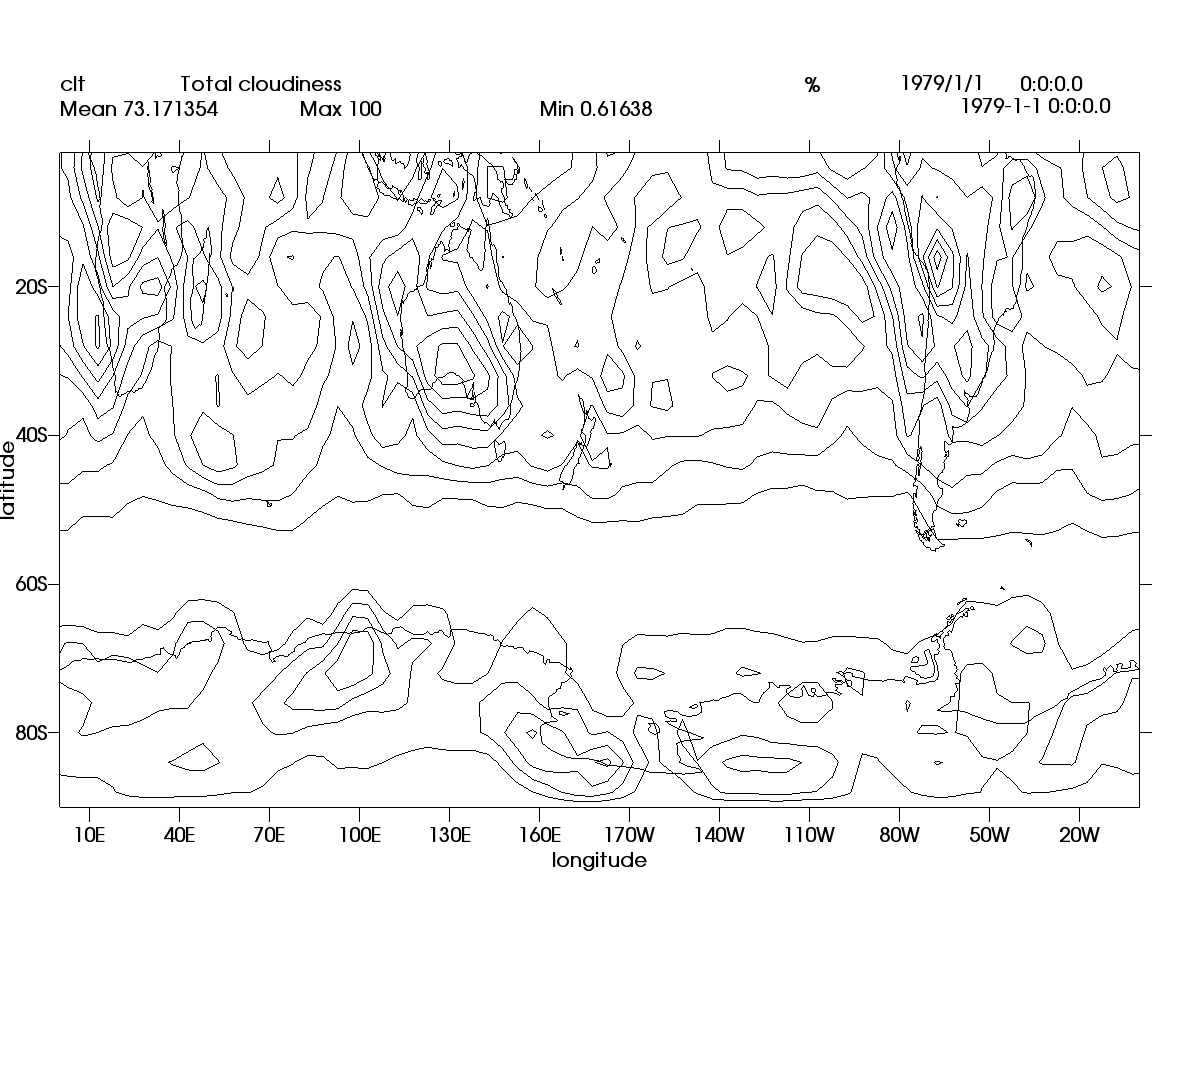 clt Total cloudiness % 1979/1/1 0:0:0.0
Mean 73.171354 Max 100 Min 0.61638 1979-1-1 0:0:0.0
20S
40S
latitude
60S
80S
10E 40E 70E 100E 130E 160E 170W 140W 110W 80W 50W 20W
longitude